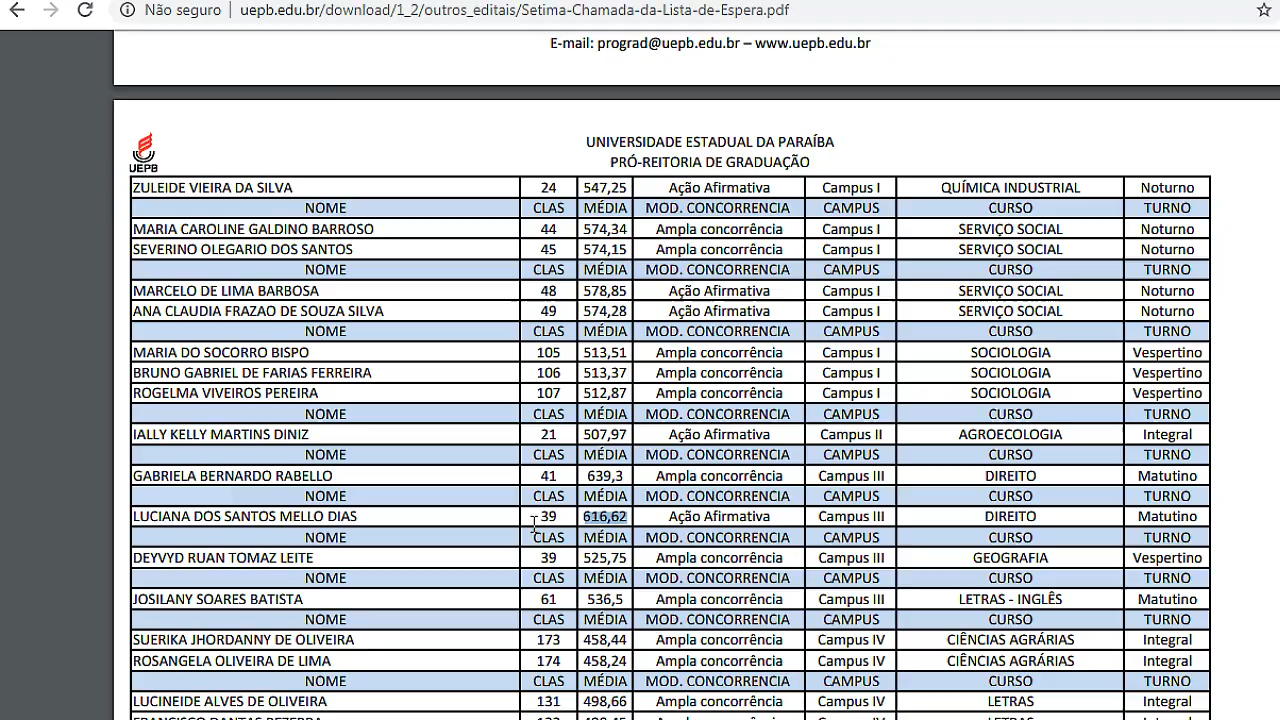 Não seguro | uepb.edu.br/download/1_2/outros_editais/Setima-Chamada-da-Lista-de-Espera.pdf
E-mail: prograd@uepb.edu.br – www.uepb.edu.br
UNIVERSIDADE ESTADUAL DA PARAÍBA
PRÓ-REITORIA DE GRADUAÇÃO
UEPB
ZULEIDE VIEIRA DA SILVA 24 547,25 Ação Afirmativa Campus I QUÍMICA INDUSTRIAL Noturno
NOME CLAS MÉDIA MOD. CONCORRENCIA CAMPUS CURSO TURNO
MARIA CAROLINE GALDINO BARROSO 44 574,34 Ampla concorrência Campus I SERVIÇO SOCIAL Noturno
SEVERINO OLEGARIO DOS SANTOS 45 574,15 Ampla concorrência Campus I SERVIÇO SOCIAL Noturno
NOME CLAS MÉDIA MOD. CONCORRENCIA CAMPUS CURSO TURNO
MARCELO DE LIMA BARBOSA 48 578,85 Ação Afirmativa Campus I SERVIÇO SOCIAL Noturno
ANA CLAUDIA FRAZAO DE SOUZA SILVA 49 574,28 Ação Afirmativa Campus I SERVIÇO SOCIAL Noturno
NOME CLAS MÉDIA MOD. CONCORRENCIA CAMPUS CURSO TURNO
MARIA DO SOCORRO BISPO 105 513,51 Ampla concorrência Campus I SOCIOLOGIA Vespertino
BRUNO GABRIEL DE FARIAS FERREIRA 106 513,37 Ampla concorrência Campus I SOCIOLOGIA Vespertino
ROGELMA VIVEIROS PEREIRA 107 512,87 Ampla concorrência Campus I SOCIOLOGIA Vespertino
NOME CLAS MÉDIA MOD. CONCORRENCIA CAMPUS CURSO TURNO
IALLY KELLY MARTINS DINIZ 21 507,97 Ação Afirmativa Campus II AGROECOLOGIA Integral
NOME CLAS MÉDIA MOD. CONCORRENCIA CAMPUS CURSO TURNO
GABRIELA BERNARDO RABELLO 41 639,3 Ampla concorrência Campus III DIREITO Matutino
NOME CLAS MÉDIA MOD. CONCORRENCIA CAMPUS CURSO TURNO
LUCIANA DOS SANTOS MELLO DIAS 39 616,62 Ação Afirmativa Campus III DIREITO Matutino
NOME CLAS MÉDIA MOD. CONCORRENCIA CAMPUS CURSO TURNO
DEYVYD RUAN TOMAZ LEITE 39 525,75 Ampla concorrência Campus III GEOGRAFIA Vespertino
NOME CLAS MÉDIA MOD. CONCORRENCIA CAMPUS CURSO TURNO
JOSILANY SOARES BATISTA 61 536,5 Ampla concorrência Campus III LETRAS - INGLÊS Matutino
NOME CLAS MÉDIA MOD. CONCORRENCIA CAMPUS CURSO TURNO
SUERIKA JHORDANNY DE OLIVEIRA 173 458,44 Ampla concorrência Campus IV CIÊNCIAS AGRÁRIAS Integral
ROSANGELA OLIVEIRA DE LIMA 174 458,24 Ampla concorrência Campus IV CIÊNCIAS AGRÁRIAS Integral
NOME CLAS MÉDIA MOD. CONCORRENCIA CAMPUS CURSO TURNO
LUCINEIDE ALVES DE OLIVEIRA 131 498,66 Ampla concorrência Campus IV LETRAS Integral